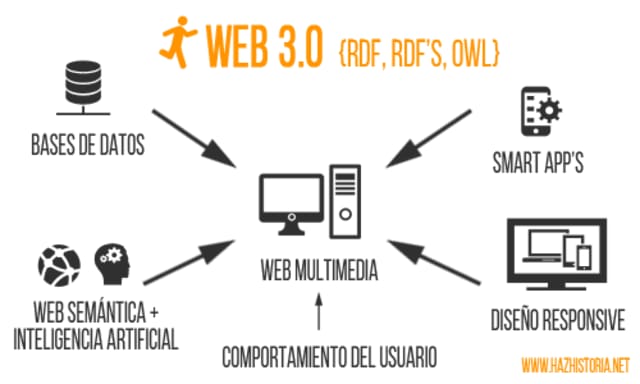 WEB 3.0 {RDF, RDF'S, OWL}
BASES DE DATOS
SMART APP'S
WEB MULTIMEDIA
WEB SEMÁNTICA +
INTELIGENCIA ARTIFICIAL
DISEÑO RESPONSIVE
COMPORTAMIENTO DEL USUARIO
WWW.HAZHISTORIA.NET